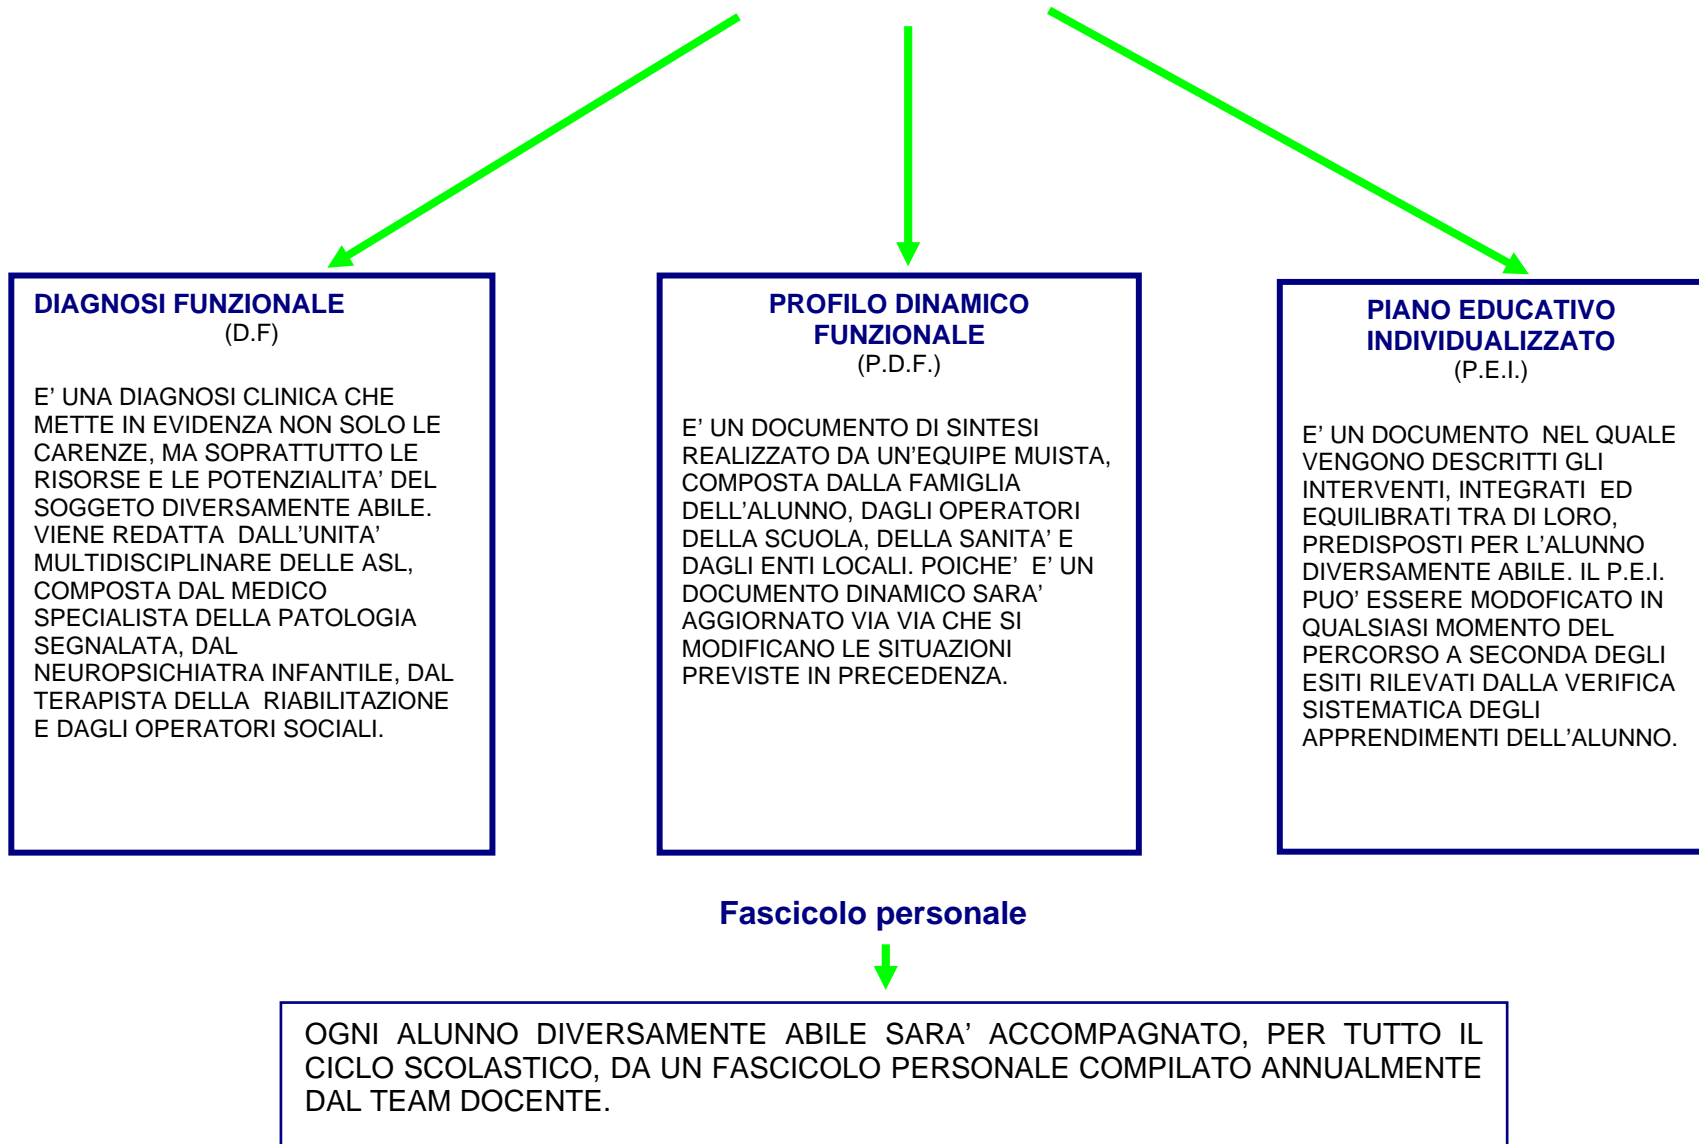 DIAGNOSI FUNZIONALE
(D.F)
E' UNA DIAGNOSI CLINICA CHE
METTE IN EVIDENZA NON SOLO LE
CARENZE, MA SOPRATTUTTO LE
RISORSE E LE POTENZIALITA' DEL
SOGGETO DIVERSAMENTE ABILE.
VIENE REDATTA DALL'UNITA'
MULTIDISCIPLINARE DELLE ASL,
COMPOSTA DAL MEDICO
SPECIALISTA DELLA PATOLOGIA
SEGNALATA, DAL
NEUROPSICHIATRA INFANTILE, DAL
TERAPISTA DELLA RIABILITAZIONE
E DAGLI OPERATORI SOCIALI.
PROFILO DINAMICO
FUNZIONALE
(P.D.F.)
E' UN DOCUMENTO DI SINTESI
REALIZZATO DA UN'EQUIPE MUISTA,
COMPOSTA DALLA FAMIGLIA
DELL'ALUNNO, DAGLI OPERATORI
DELLA SCUOLA, DELLA SANITA' E
DAGLI ENTI LOCALI. POICHE' E' UN
DOCUMENTO DINAMICO SARA'
AGGIORNATO VIA VIA CHE SI
MODIFICANO LE SITUAZIONI
PREVISTE IN PRECEDENZA.
PIANO EDUCATIVO
INDIVIDUALIZZATO
(P.E.I.)
E' UN DOCUMENTO NEL QUALE
VENGONO DESCRITTI GLI
INTERVENTI, INTEGRATI ED
EQUILIBRATI TRA DI LORO,
PREDISPOSTI PER L'ALUNNO
DIVERSAMENTE ABILE. IL P.E.I.
PUO' ESSERE MODOFICATO IN
QUALSIASI MOMENTO DEL
PERCORSO A SECONDA DEGLI
ESITI RILEVATI DALLA VERIFICA
SISTEMATICA DEGLI
APPRENDIMENTI DELL'ALUNNO.
Fascicolo personale
OGNI ALUNNO DIVERSAMENTE ABILE SARA' ACCOMPAGNATO, PER TUTTO IL
CICLO SCOLASTICO, DA UN FASCICOLO PERSONALE COMPILATO ANNUALMENTE
DAL TEAM DOCENTE.